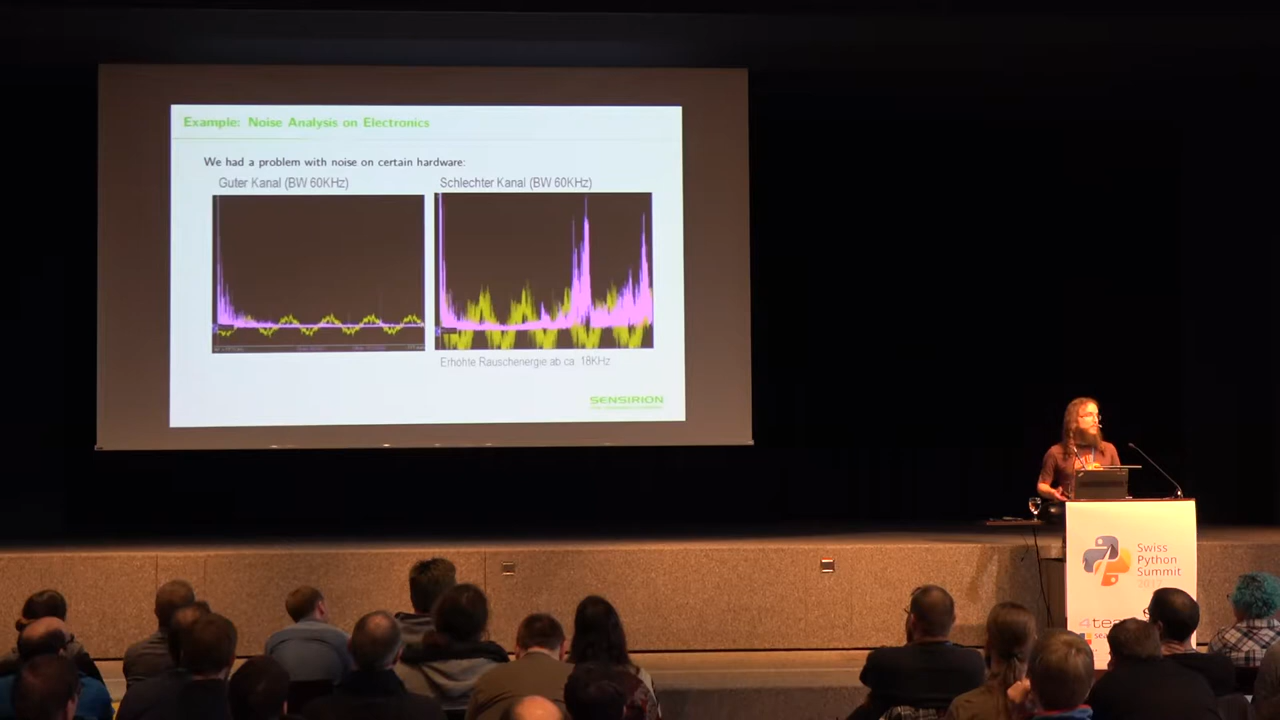 Example: Noise Analysis on Electronics
We had a problem with noise on certain hardware:
Guter Kanal (BW 60KHz)
Schlechter Kanal (BW 60KHz)
Erhöhte Rauschenergie ab ca. 18KHz
SENSIRION
Swiss
Python
Summit